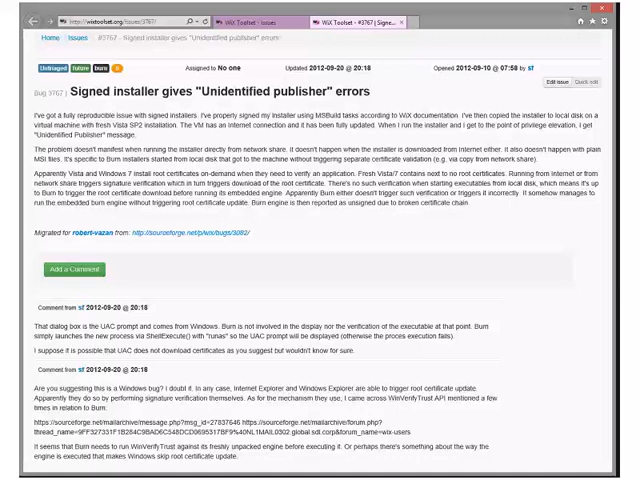 http://wixtoolset.org/issues/3767/
WiX Toolset - Issues
WiX Toolset - #3767 | Signe...
Home Issues #3767 - Signed installer gives "Unidentified publisher" errors
Untriaged future burn 0 Assigned to No one Updated 2012-09-20 @ 20:18 Opened 2012-09-10 @ 07:58 by sf
Edit issue Quick edit
Bug 3767 | Signed installer gives "Unidentified publisher" errors
I've got a fully reproducible issue with signed installers. I've properly signed my Installer using MSBuild tasks according to WiX documentation. I've then copied the installer to local disk on a
virtual machine with fresh Vista SP2 installation. The VM has an Internet connection and it has been fully updated. When I run the installer and I get to the point of privilege elevation, I get
"Unidentified Publisher" message.
The problem doesn't manifest when running the installer directly from network share. It doesn't happen when the installer is downloaded from Internet either. It also doesn't happen with plain
MSI files. It's specific to Burn installers started from local disk that got to the machine without triggering separate certificate validation (e.g. via copy from network share).
Apparently Vista and Windows 7 install root certificates on-demand when they need to verify an application. Fresh Vista/7 contains next to no root certificates. Running from Internet or from
network share triggers signature verification which in turn triggers download of the root certificate. There's no such verification when starting executables from local disk, which means it's up
to Burn to trigger the root certificate download before running its embedded engine. Apparently Burn either doesn't trigger such verification or triggers it incorrectly. It somehow manages to
run the embedded burn engine without triggering root certificate update. Burn engine is then reported as unsigned due to broken certificate chain.
Migrated for robert-vazan from: http://sourceforge.net/p/wix/bugs/3082/
Add a Comment
Comment from sf 2012-09-20 @ 20:18
That dialog box is the UAC prompt and comes from Windows. Burn is not involved in the display nor the verification of the executable at that point. Burn
simply launches the new process via ShellExecute() with "runas" so the UAC prompt will be displayed (otherwise the proces execution fails).
I suppose it is possible that UAC does not download certificates as you suggest but wouldn't know for sure.
Comment from sf 2012-09-20 @ 20:18
Are you suggesting this is a Windows bug? I doubt it. In any case, Internet Explorer and Windows Explorer are able to trigger root certificate update.
Apparently they do so by performing signature verification themselves. As for the mechanism they use, I came across WinVerifyTrust API mentioned a few
times in relation to Burn:
https://sourceforge.net/mailarchive/message.php?msg_id=27837646 https://sourceforge.net/mailarchive/forum.php?
It seems that Burn needs to run WinVerifyTrust against its freshly unpacked engine before executing it. Or perhaps there's something about the way the
engine is executed that makes Windows skip root certificate update.